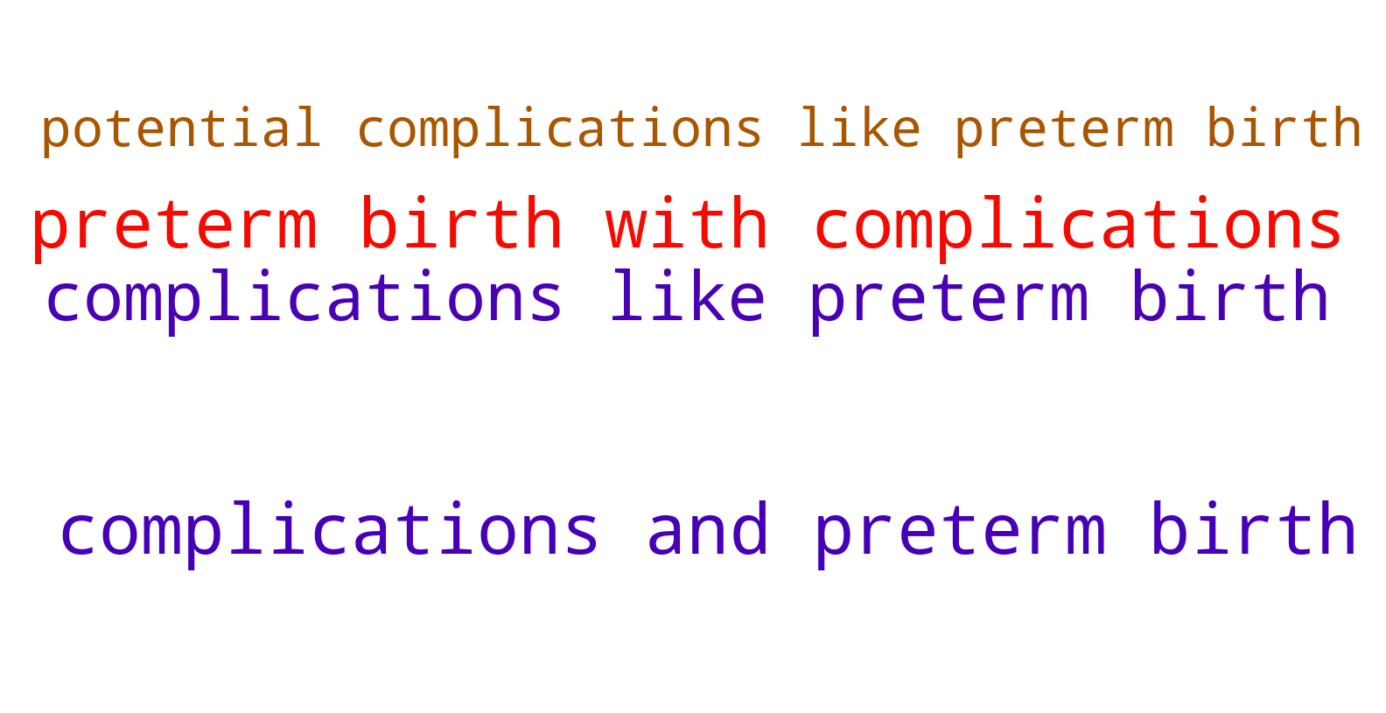 potential complications like preterm birth
preterm birth with complications
complications like preterm birth
complications and preterm birth